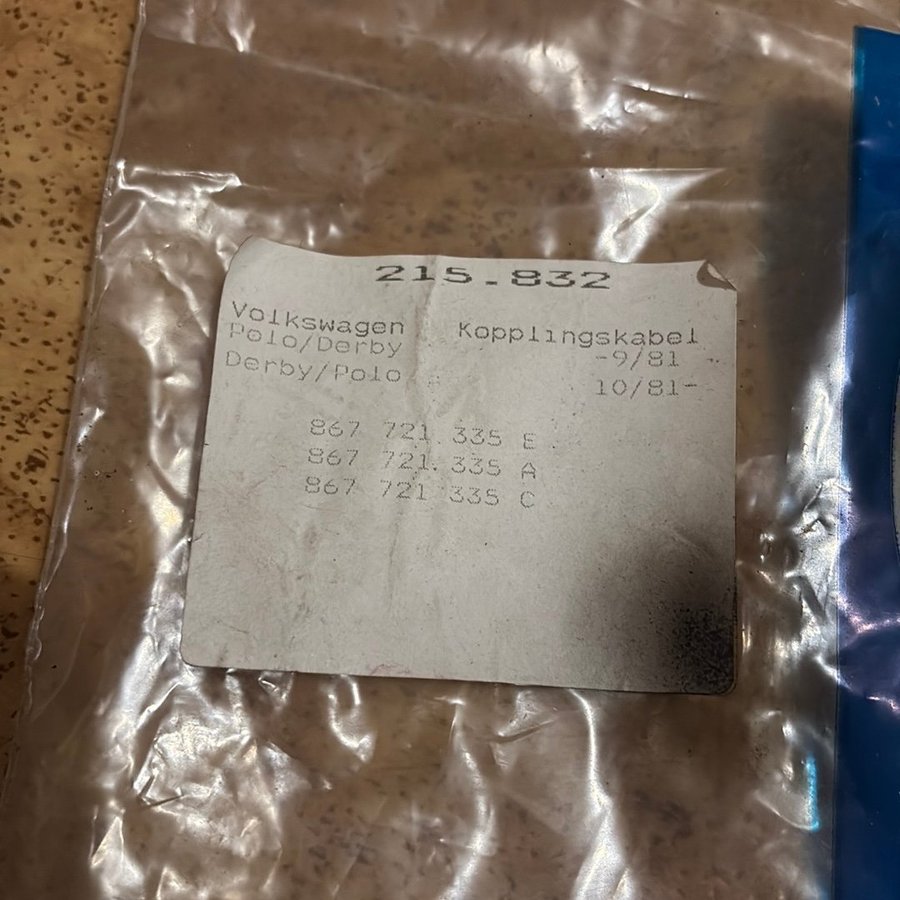 215.832
Volkswagen Kopplingskabel
Polo/Derby -9/81
Derby/Polo 10/81-
867 721 335 E
867 721 335 A
867 721 335 C